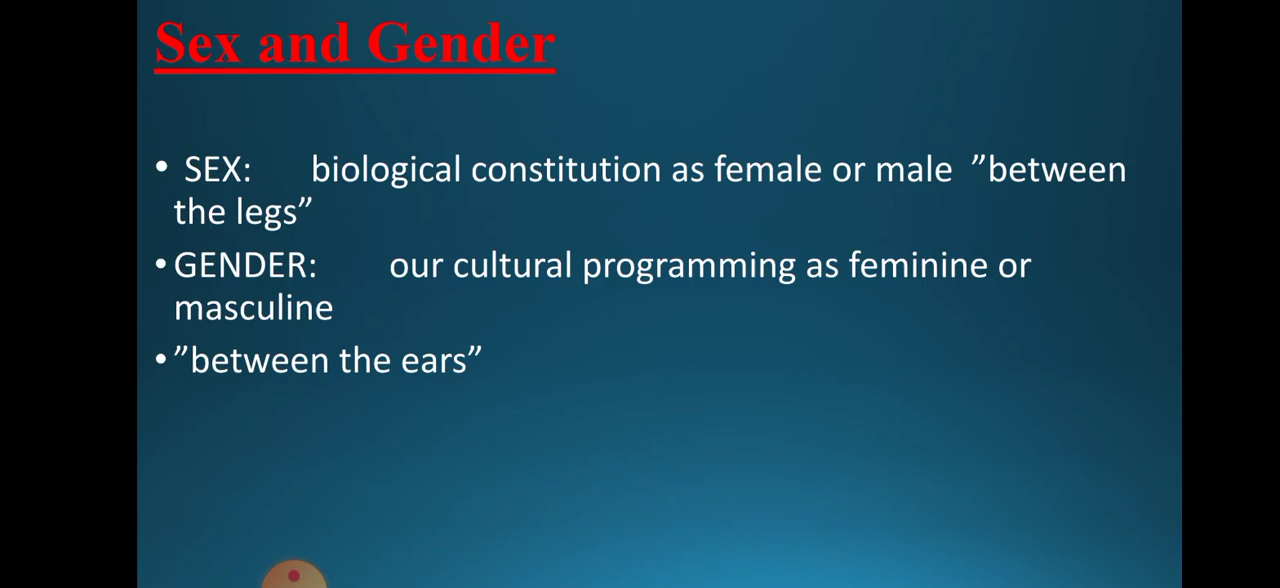 Sex and Gender
• SEX: biological constitution as female or male ”between
the legs”
• GENDER: our cultural programming as feminine or
masculine
• ”between the ears”